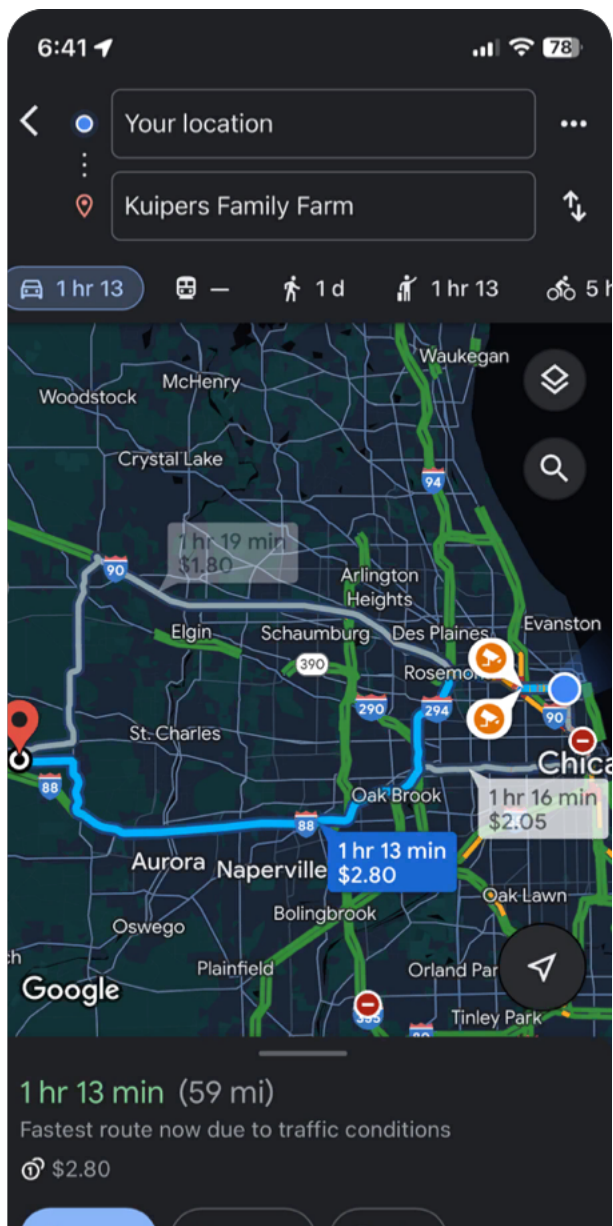 6:41
78
Your location
Kuipers Family Farm
1 hr 13
—
1 d
1 hr 13
5 h
Waukegan
McHenry
Woodstock
Crystal Lake
94
1 hr 19 min
$1.80
90
Arlington
Heights
Evanston
Elgin
Schaumburg
Des Plaines
390
Rosemon
290
294
90
St. Charles
Chica
88
Oak Brook
1 hr 16 min
$2.05
88
1 hr 13 min
$2.80
Aurora
Naperville
Oak Lawn
Bolingbrook
Oswego
Plainfield
Orland Par
ch
Google
355
Tinley Park
80
1 hr 13 min (59 mi)
Fastest route now due to traffic conditions
$2.80